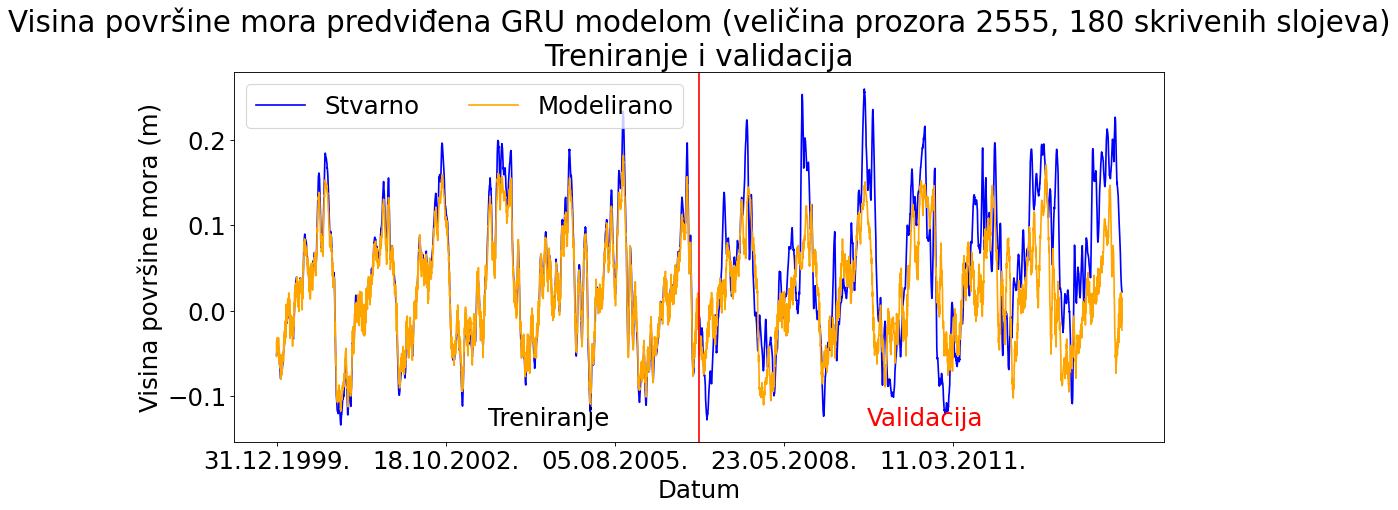 Visina površine mora predviđena GRU modelom (veličina prozora 2555, 180 skrivenih slojeva)
Treniranje i validacija
Stvarno
Modelirano
Visina površine mora (m)
0.2
0.1
0.0
−0.1
Treniranje
Validacija
31.12.1999.
18.10.2002.
05.08.2005.
23.05.2008.
11.03.2011.
Datum